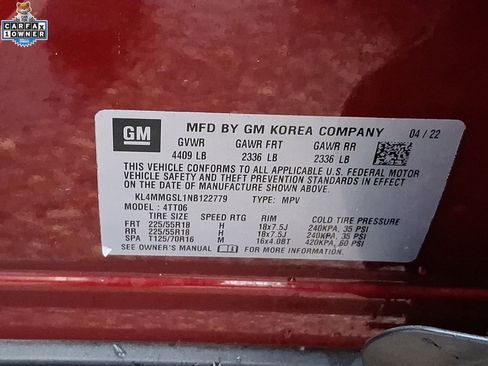 CARFAX
1 OWNER
GM
MFD BY GM KOREA COMPANY 04/22
GVWR GAWR FRT GAWR RR
4409 LB 2336 LB 2336 LB
THIS VEHICLE CONFORMS TO ALL APPLICABLE U.S. FEDERAL MOTOR
VEHICLE SAFETY AND THEFT PREVENTION STANDARDS IN EFFECT ON
THE DATE OF MANUFACTURE SHOWN ABOVE.
KL4MMGSL1NB122779 TYPE: MPV
MODEL: 4TT06
TIRE SIZE SPEED RTG RIM COLD TIRE PRESSURE
FRT 225/55R18 H 18x7.5J 240KPA, 35 PSI
RR 225/55R18 H 18x7.5J 240KPA, 35 PSI
SPA T125/70R16 M 16x4.0BT 420KPA, 60 PSI
SEE OWNER'S MANUAL FOR MORE INFORMATION.